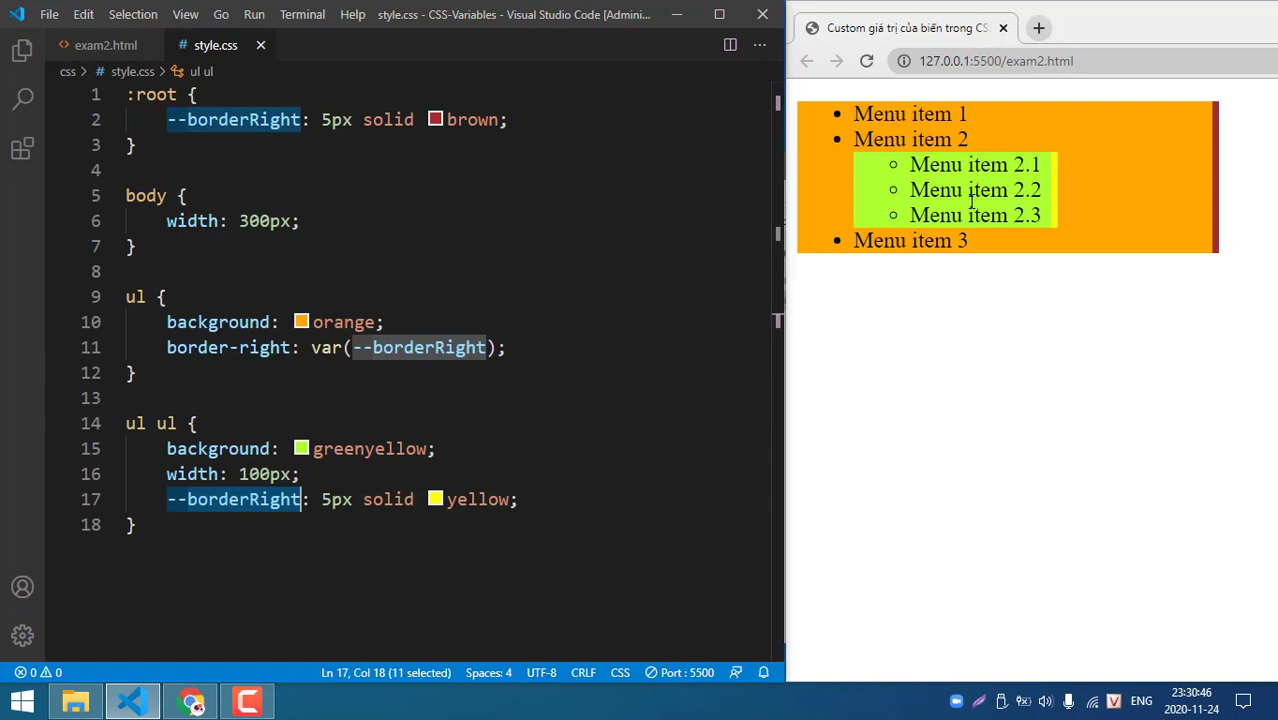 File Edit Selection View Go Run Terminal Help style.css - CSS-Variables - Visual Studio Code [Admini...
exam2.html style.css
css > style.css > ul ul
1 :root {
2 --borderRight: 5px solid brown;
3 }
4
5 body {
6 width: 300px;
7 }
8
9 ul {
10 background: orange;
11 border-right: var(--borderRight);
12 }
13
14 ul ul {
15 background: greenyellow;
16 width: 100px;
17 --borderRight: 5px solid yellow;
18 }
0 0 Ln 17, Col 18 (11 selected) Spaces: 4 UTF-8 CRLF CSS Port : 5500
Custom giá trị của biến trong CS
127.0.0.1:5500/exam2.html
Menu item 1
Menu item 2
Menu item 2.1
Menu item 2.2
Menu item 2.3
Menu item 3
V ENG 23:30:46
2020-11-24